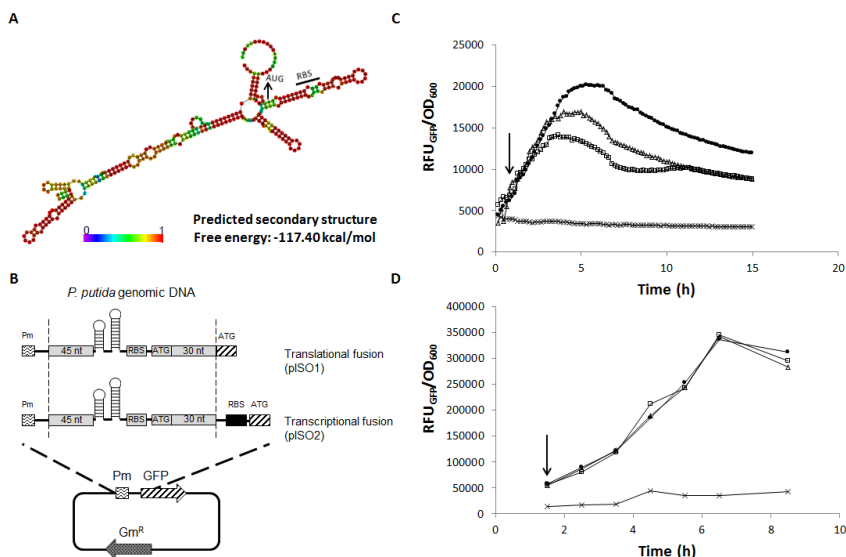 A
AUG
RBS
0
1
Predicted secondary structure
Free energy: -117.40 kcal/mol
B
P. putida genomic DNA
Pm
45 nt
RBS
ATG
30 nt
ATG
Translational fusion
(pISO1)
Pm
45 nt
RBS
ATG
30 nt
RBS
ATG
Transcriptional fusion
(pISO2)
Pm
GFP
GmR
C
RFUGFP/OD600
25000
20000
15000
10000
5000
0
0
5
10
15
20
Time (h)
D
RFUGFP/OD600
400000
350000
300000
250000
200000
150000
100000
50000
0
0
2
4
6
8
10
Time (h)